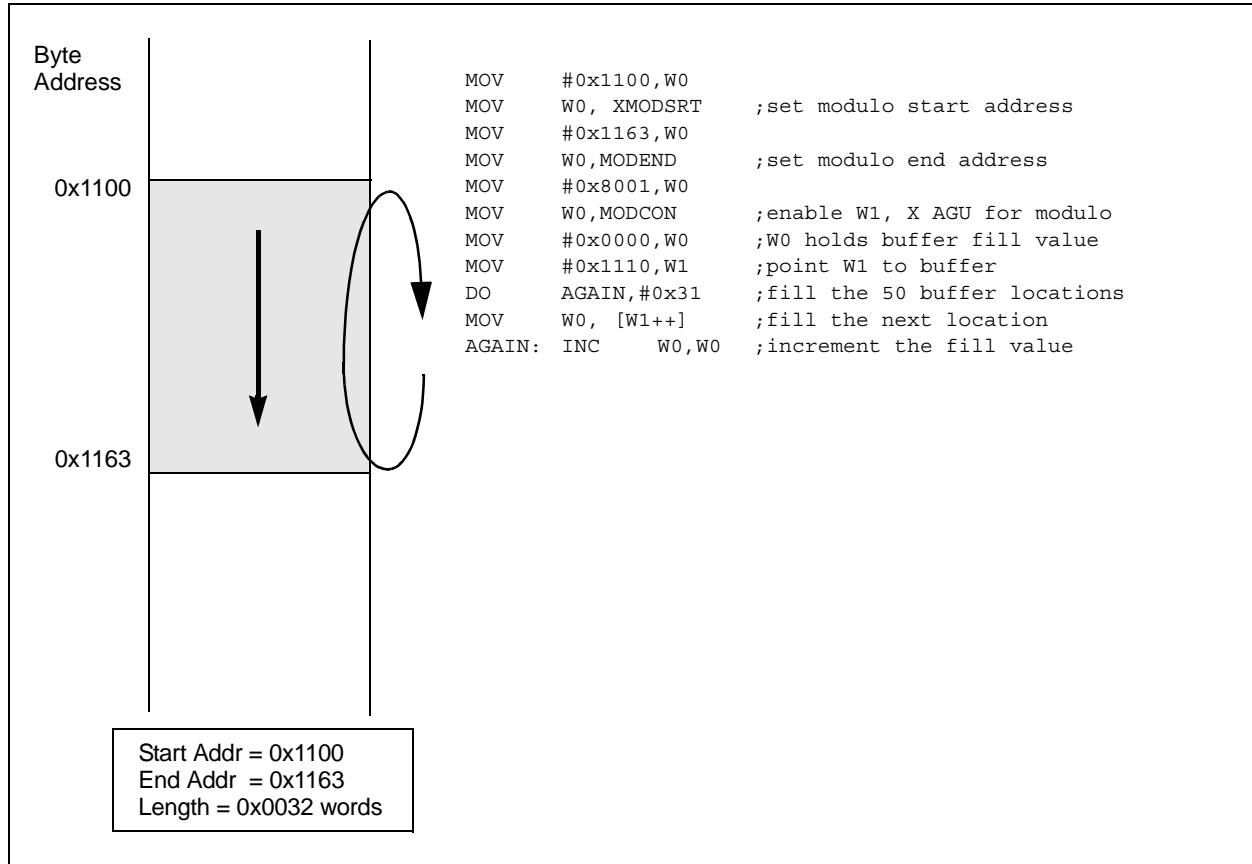 Byte
Address
MOV #0x1100,W0
MOV W0, XMODSRT ;set modulo start address
MOV #0x1163,W0
MOV W0,MODEND ;set modulo end address
MOV #0x8001,W0
MOV W0,MODCON ;enable W1, X AGU for modulo
MOV #0x0000,W0 ;W0 holds buffer fill value
MOV #0x1110,W1 ;point W1 to buffer
DO AGAIN,#0x31 ;fill the 50 buffer locations
MOV W0, [W1++] ;fill the next location
AGAIN: INC W0,W0 ;increment the fill value
0x1100
0x1163
Start Addr = 0x1100
End Addr = 0x1163
Length = 0x0032 words